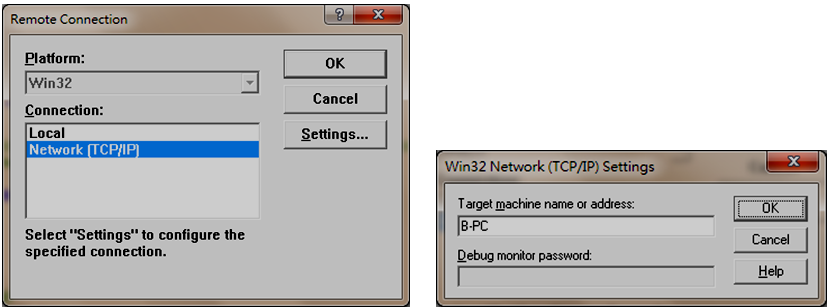 Remote Connection
Platform:
Win32
Connection:
Local
Network (TCP/IP)
Select "Settings" to configure the
specified connection.
OK
Cancel
Settings...
Win32 Network (TCP/IP) Settings
Target machine name or address:
B-PC
Debug monitor password:
OK
Cancel
Help